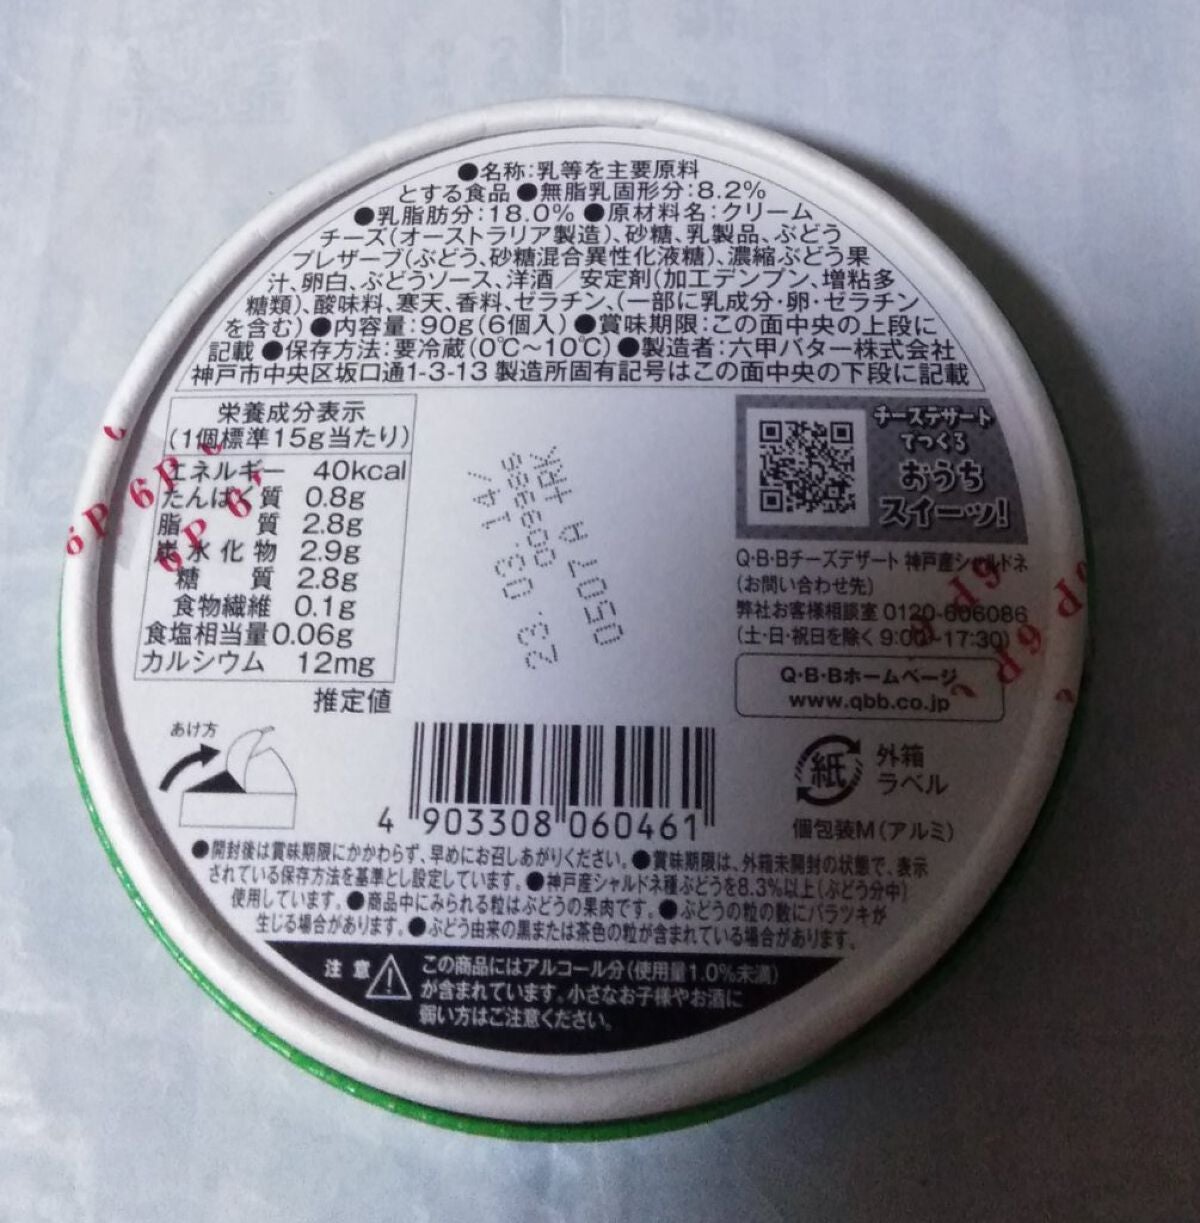 ●名称:乳等を主要原料
とする食品 ●無脂乳固形分:8.2%
●乳脂肪分:18.0% ●原材料名:クリーム
チーズ(オーストラリア製造)、砂糖、乳製品、ぶどう
プレザーブ(ぶどう、砂糖混合異性化液糖)、濃縮ぶどう果
汁、卵白、ぶどうソース、洋酒/安定剤(加工デンプン、増粘多
糖類)、酸味料、寒天、香料、ゼラチン、(一部に乳成分・卵・ゼラチン
を含む) ●内容量:90g(6個入) ●賞味期限:この面中央の上段に
記載 ●保存方法:要冷蔵(0℃〜10℃) ●製造者:六甲バター株式会社
神戸市中央区坂口通1-3-13 製造所固有記号はこの面中央の下段に記載
栄養成分表示
(1個標準15g当たり)
エネルギー 40kcal
たんぱく質 0.8g
脂質 2.8g
炭水化物 2.9g
糖質 2.8g
食物繊維 0.1g
食塩相当量 0.06g
カルシウム 12mg
推定値
23.03.14/
0507A +RK
チーズデザート
でつくる
おうち
スイーツ!
Q・B・Bチーズデザート 神戸産シャルドネ
(お問い合わせ先)
弊社お客様相談室 0120-606086
(土・日・祝日を除く 9:00-17:30)
Q・B・Bホームページ
www.qbb.co.jp
6P 6P
6P 6P
6P
6P
6P
あけ方
4 903308 060461
紙
外箱
ラベル
個包装M(アルミ)
●開封後は賞味期限にかかわらず、早めにお召しあがりください。●賞味期限は、外箱未開封の状態で、表示
されている保存方法を基準とし設定しています。●神戸産シャルドネ種ぶどうを8.3%以上(ぶどう分中)
使用しています。●商品中にみられる粒はぶどうの果肉です。●ぶどうの粒の数にバラツキが
生じる場合があります。●ぶどう由来の黒または茶色の粒が含まれている場合があります。
注意 この商品にはアルコール分(使用量1.0%未満)
が含まれています。小さなお子様やお酒に
弱い方はご注意ください。